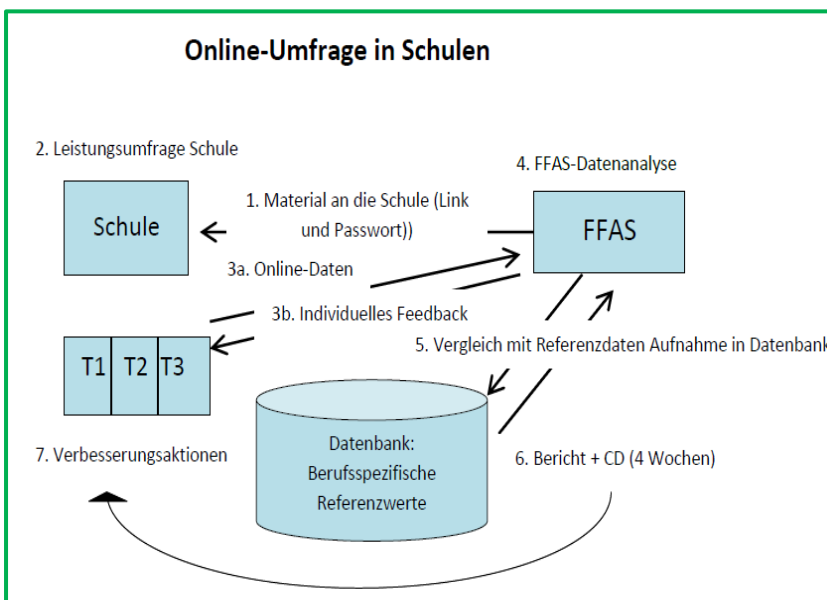 Online-Umfrage in Schulen
2. Leistungsumfrage Schule
4. FFAS-Datenanalyse
1. Material an die Schule (Link
und Passwort))
Schule
FFAS
3a. Online-Daten
3b. Individuelles Feedback
5. Vergleich mit Referenzdaten Aufnahme in Datenbank
T1 T2 T3
Datenbank:
Berufsspezifische
Referenzwerte
7. Verbesserungsaktionen
6. Bericht + CD (4 Wochen)